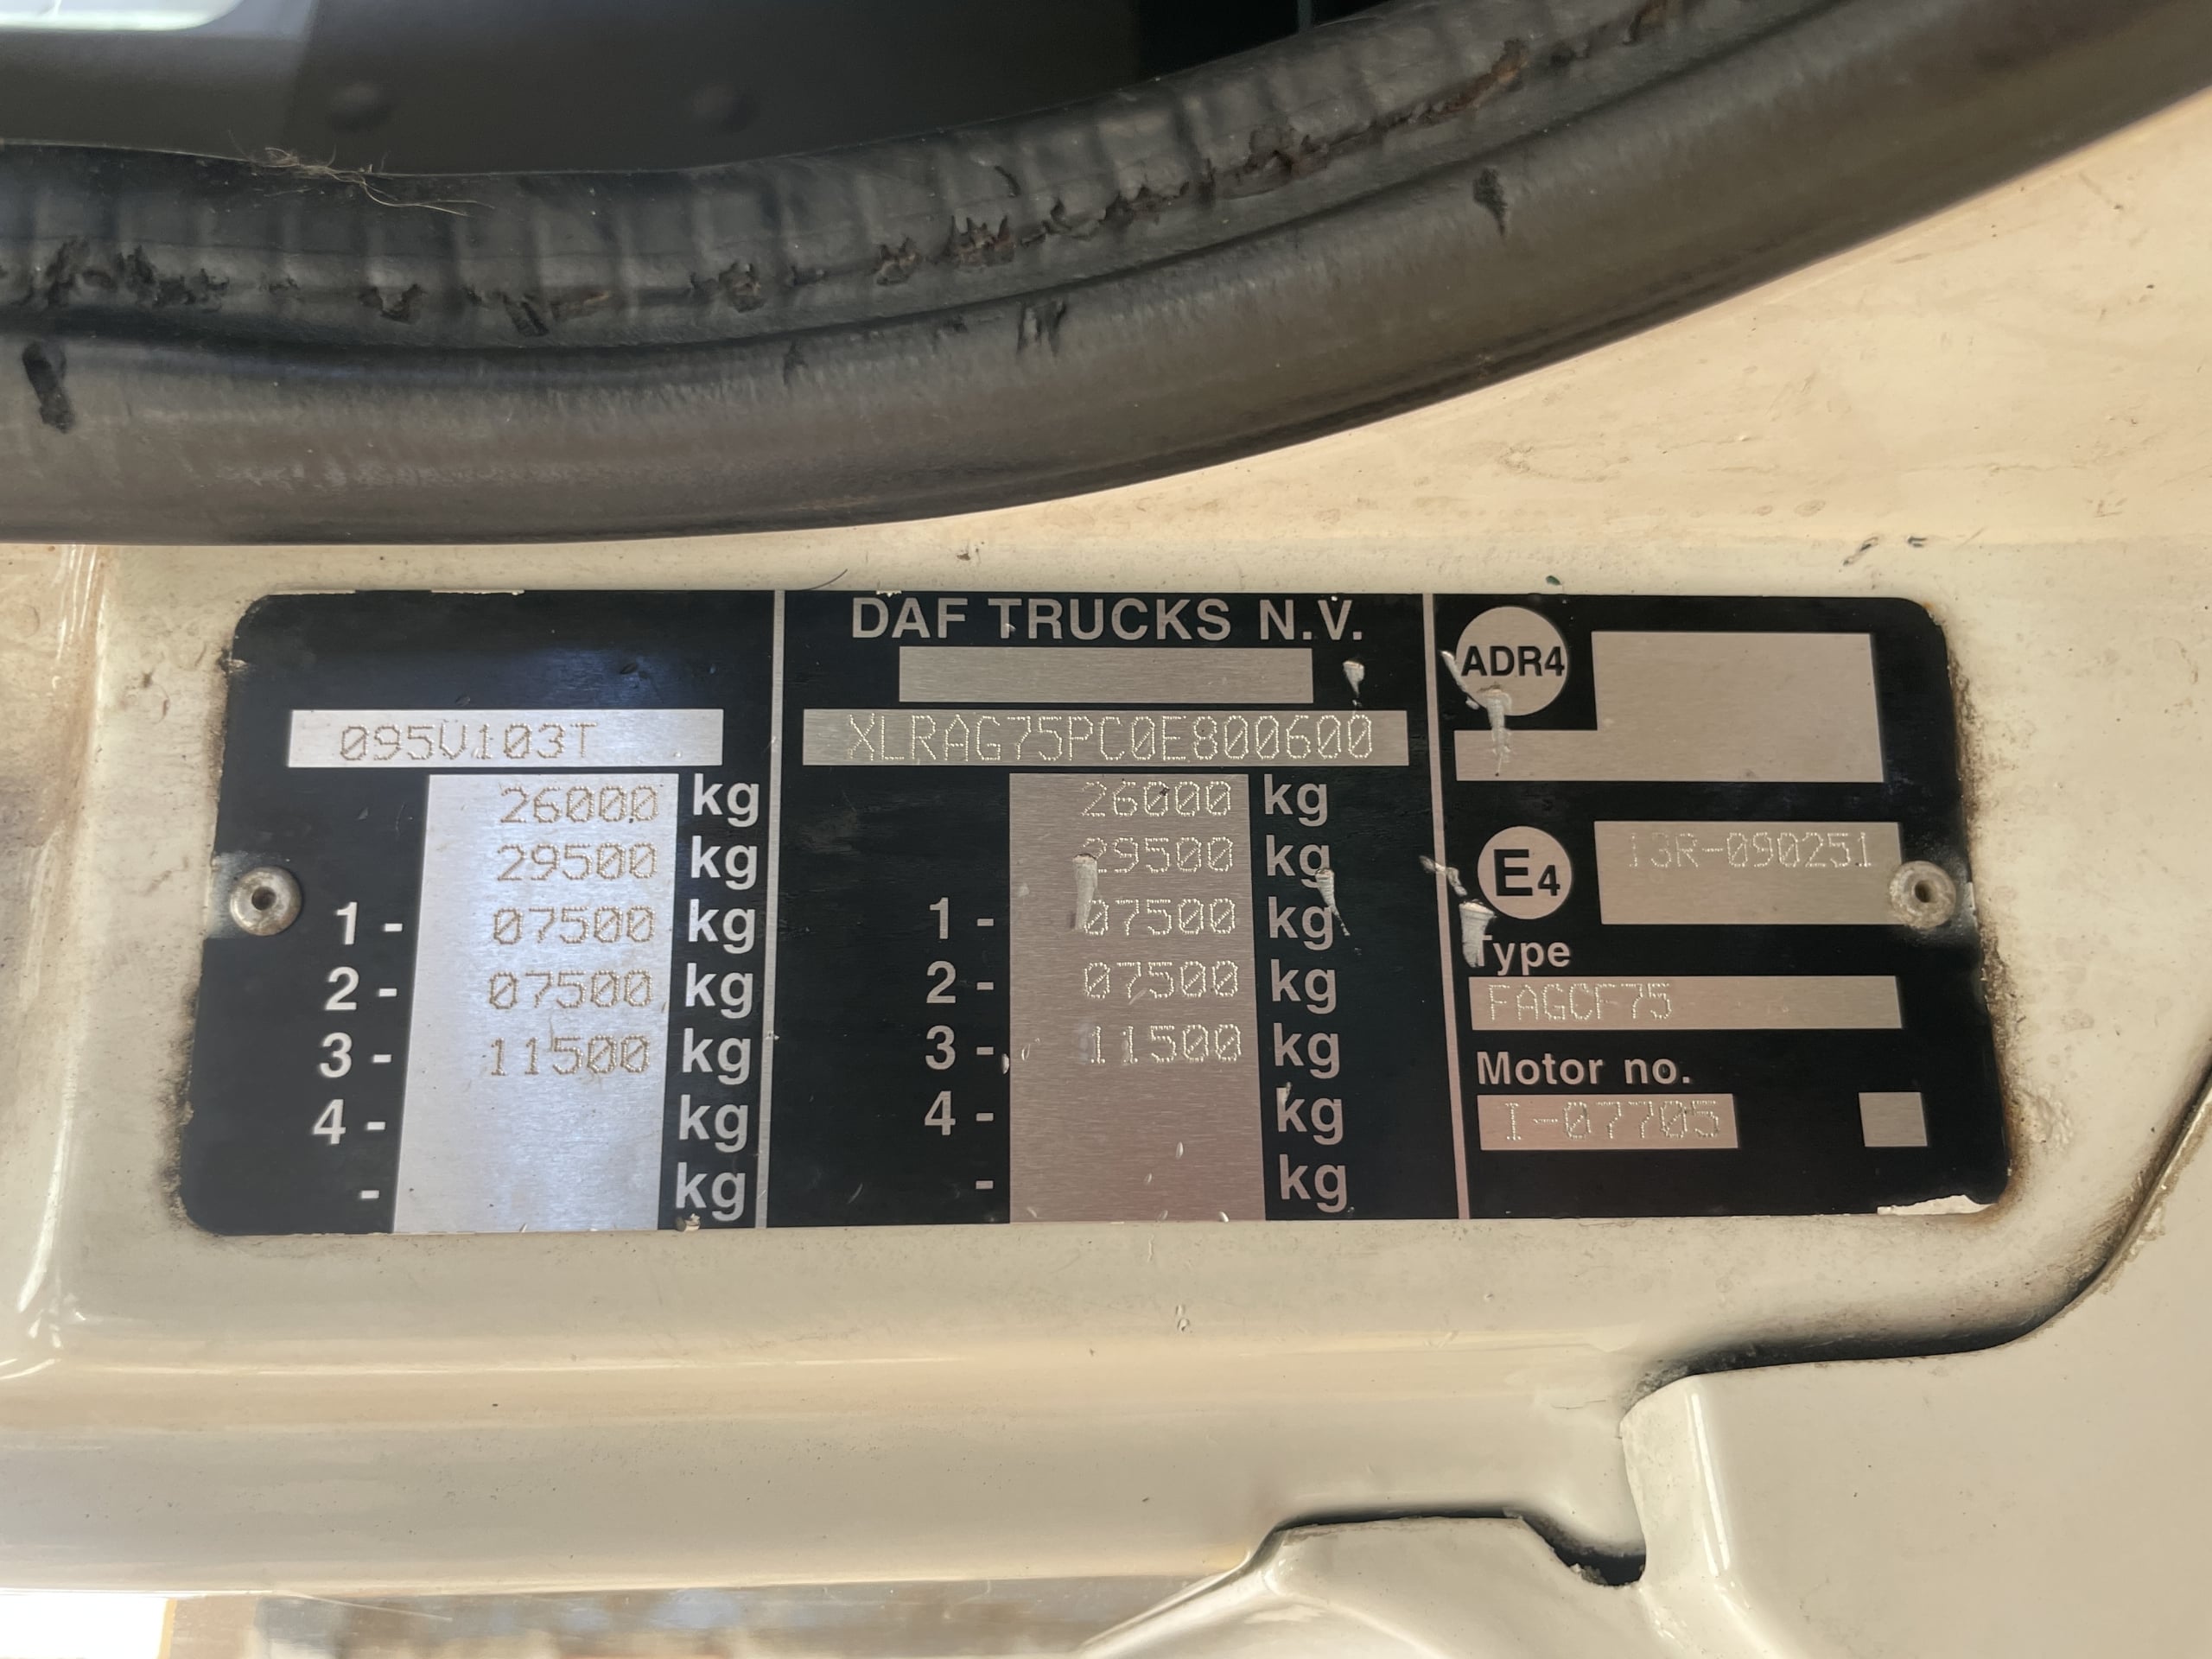 095V103T
26000 kg
29500 kg
1 - 07500 kg
2 - 07500 kg
3 - 11500 kg
4 - kg
- kg
DAF TRUCKS N.V.
XLRAG75PC0E800600
26000 kg
29500 kg
1 - 07500 kg
2 - 07500 kg
3 - 11500 kg
4 - kg
- kg
ADR4
E4 13R-090251
Type
FAGCF75
Motor no.
I-07705